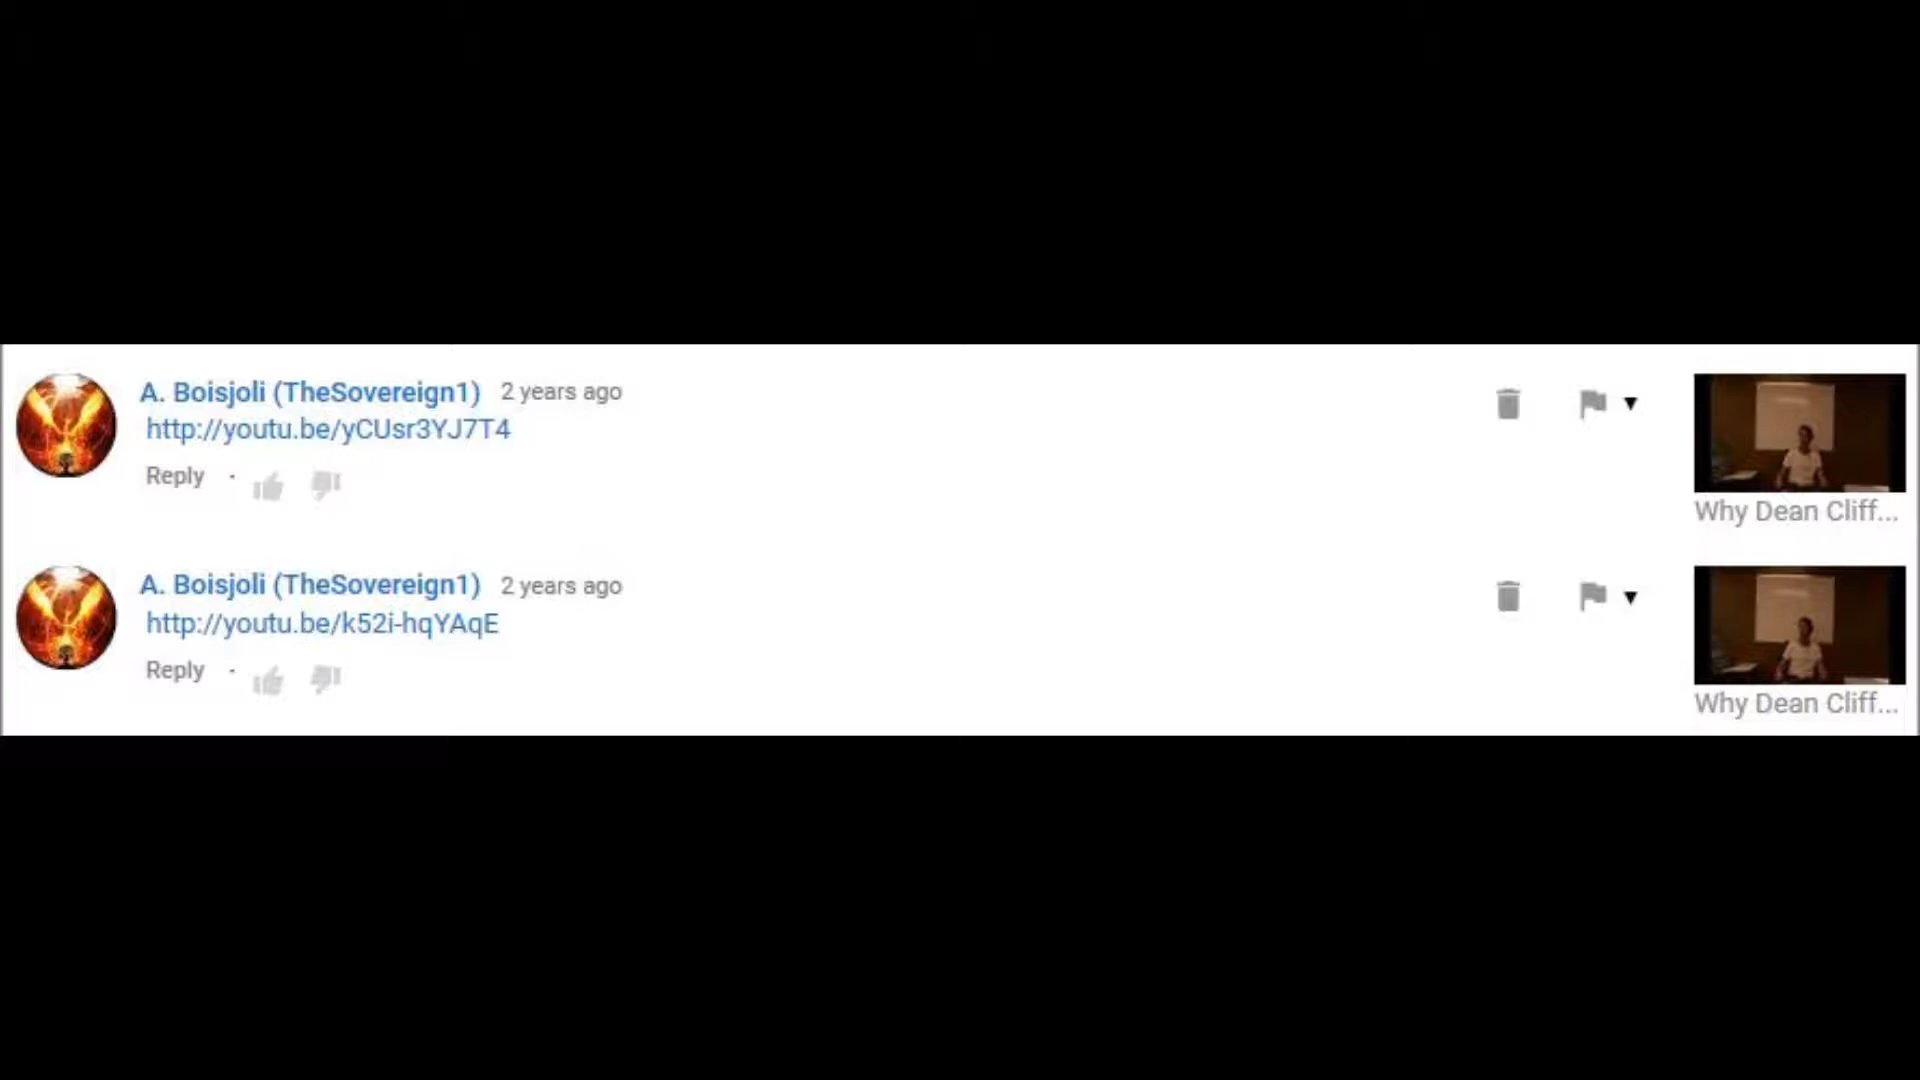 A. Boisjoli (TheSovereign1) 2 years ago
http://youtu.be/yCUsr3YJ7T4
Reply ·
Why Dean Cliff...
A. Boisjoli (TheSovereign1) 2 years ago
http://youtu.be/k52i-hqYAqE
Reply ·
Why Dean Cliff...